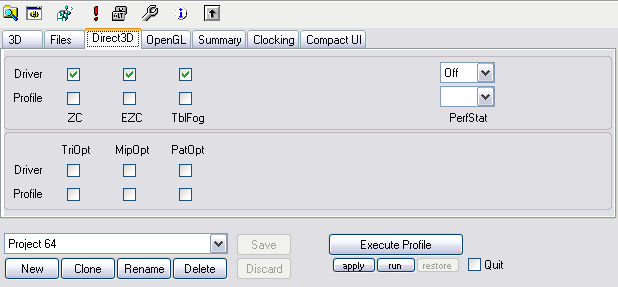 3D Files Direct3D OpenGL Summary Clocking Compact UI
Driver Off
Profile
ZC EZC TblFog PerfStat
TriOpt MipOpt PatOpt
Driver
Profile
Project 64 Save Execute Profile
New Clone Rename Delete Discard apply run restore Quit